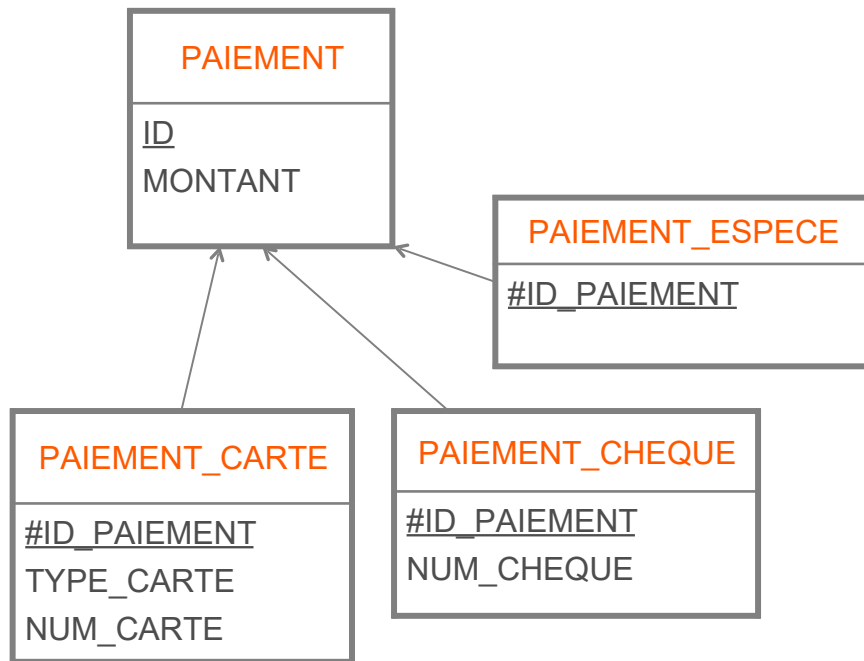 PAIEMENT
ID
MONTANT
PAIEMENT_ESPECE
#ID_PAIEMENT
PAIEMENT_CARTE
#ID_PAIEMENT
TYPE_CARTE
NUM_CARTE
PAIEMENT_CHEQUE
#ID_PAIEMENT
NUM_CHEQUE